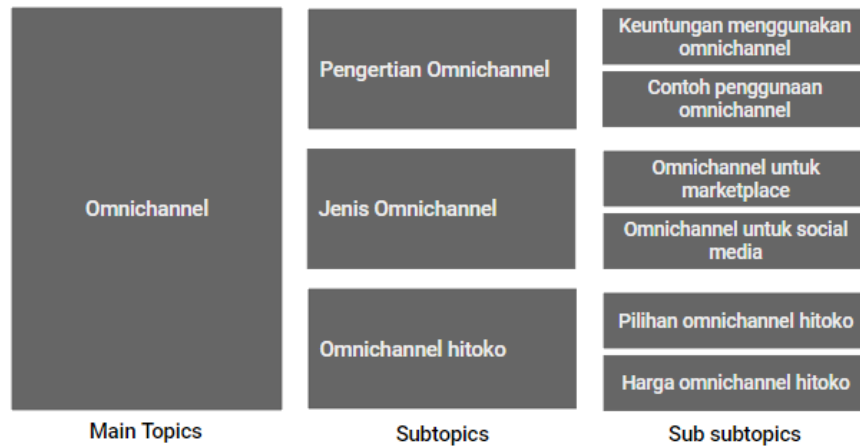 Omnichannel
Pengertian Omnichannel
Keuntungan menggunakan
omnichannel
Contoh penggunaan
omnichannel
Jenis Omnichannel
Omnichannel untuk
marketplace
Omnichannel untuk social
media
Omnichannel hitoko
Pilihan omnichannel hitoko
Harga omnichannel hitoko
Main Topics
Subtopics
Sub subtopics